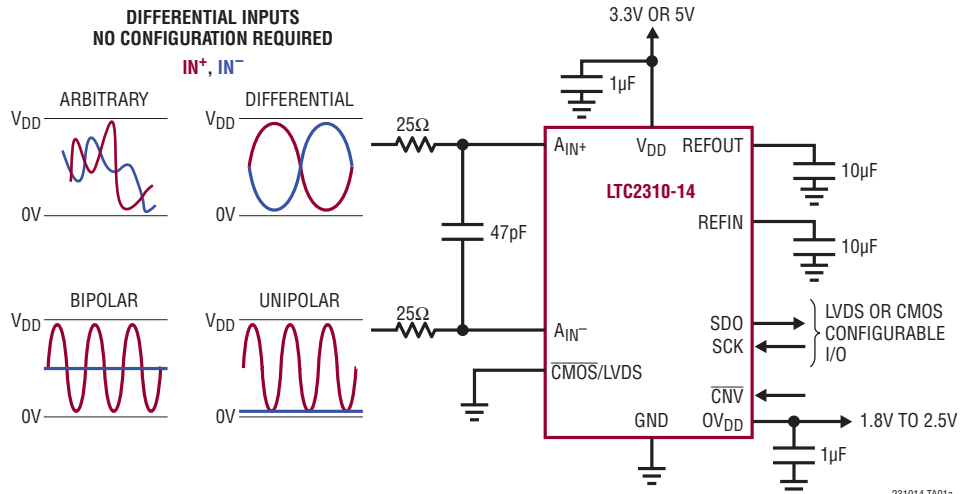 DIFFERENTIAL INPUTS
NO CONFIGURATION REQUIRED
IN+, IN−
ARBITRARY
DIFFERENTIAL
VDD
VDD
0V
0V
BIPOLAR
UNIPOLAR
VDD
VDD
0V
0V
25Ω
47pF
25Ω
3.3V OR 5V
1µF
AIN+
VDD
REFOUT
LTC2310-14
10µF
REFIN
10µF
SDO
SCK
LVDS OR CMOS
CONFIGURABLE
I/O
AIN−
C̅M̅O̅S̅/LVDS
C̅N̅V̅
GND
OVDD
1.8V TO 2.5V
1µF
231014 TA01a